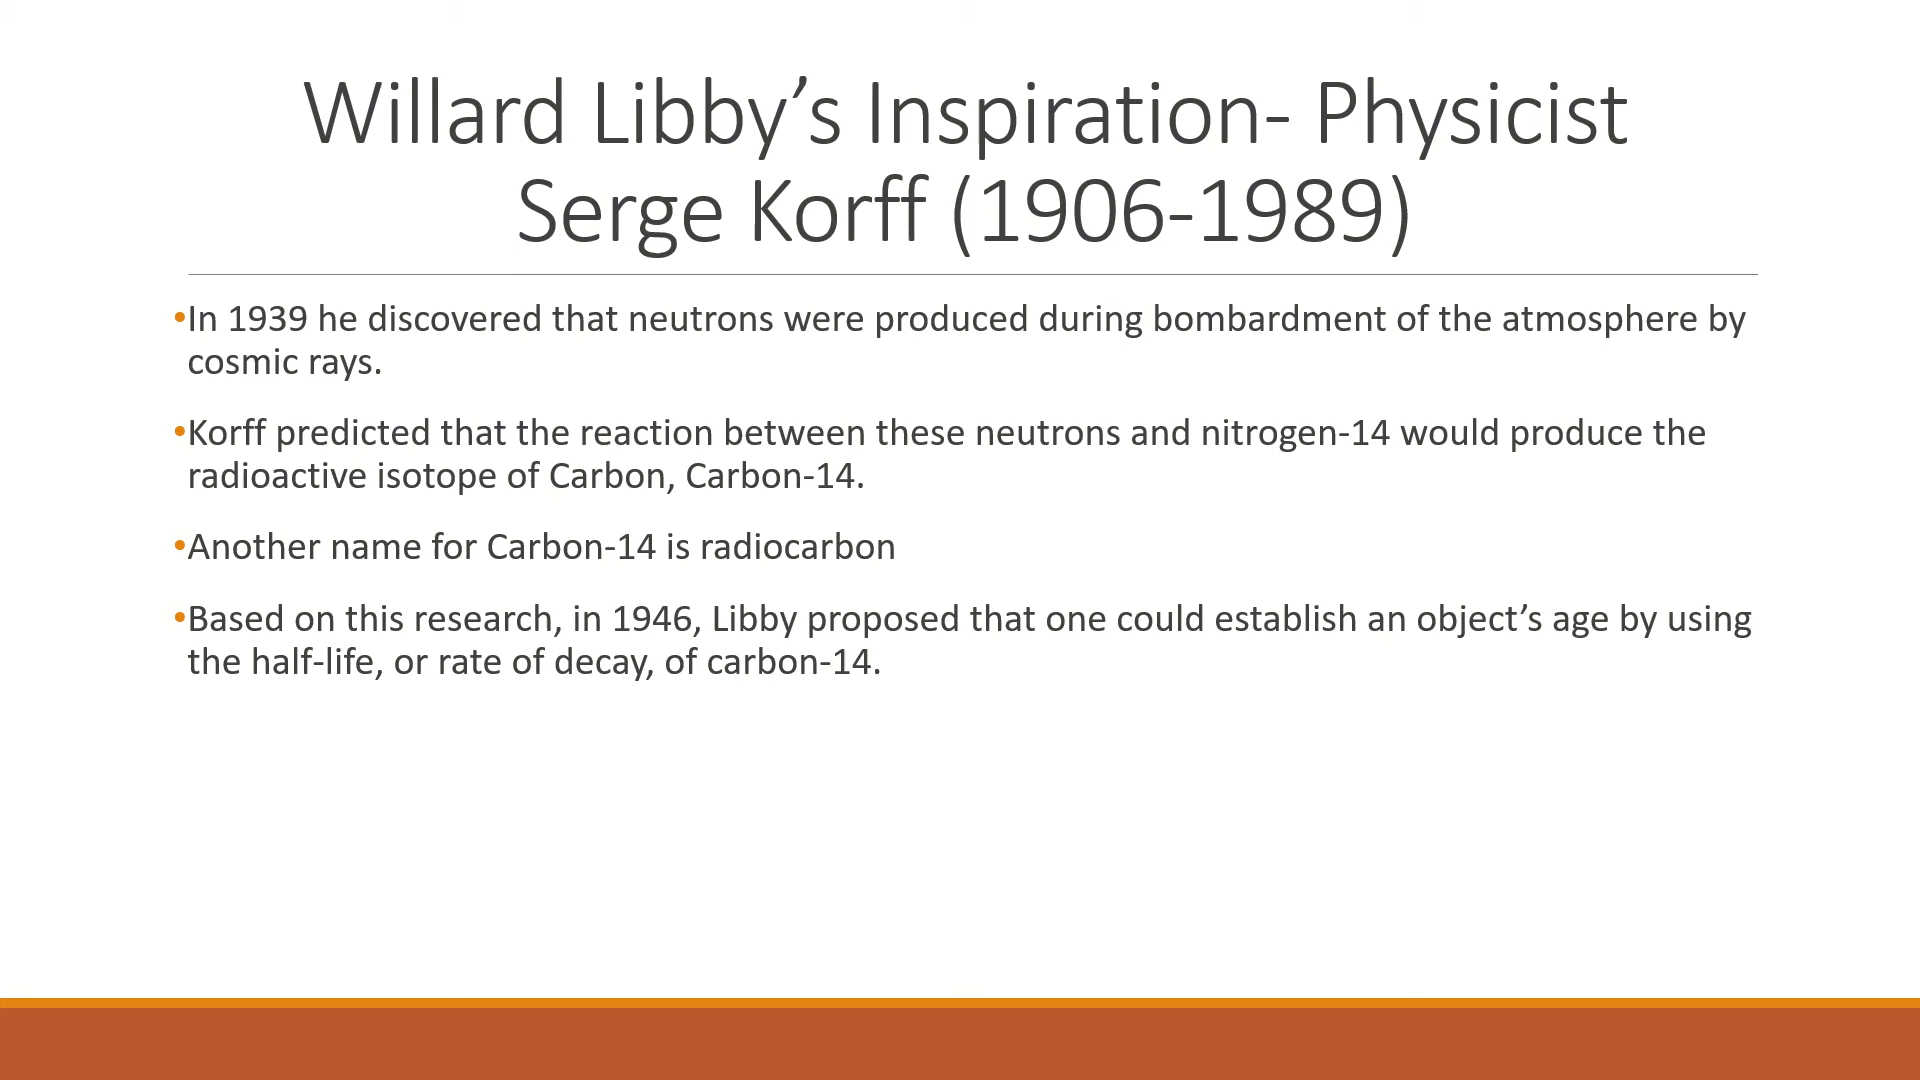 Willard Libby’s Inspiration- Physicist
Serge Korff (1906-1989)
•In 1939 he discovered that neutrons were produced during bombardment of the atmosphere by
cosmic rays.
•Korff predicted that the reaction between these neutrons and nitrogen-14 would produce the
radioactive isotope of Carbon, Carbon-14.
•Another name for Carbon-14 is radiocarbon
•Based on this research, in 1946, Libby proposed that one could establish an object’s age by using
the half-life, or rate of decay, of carbon-14.